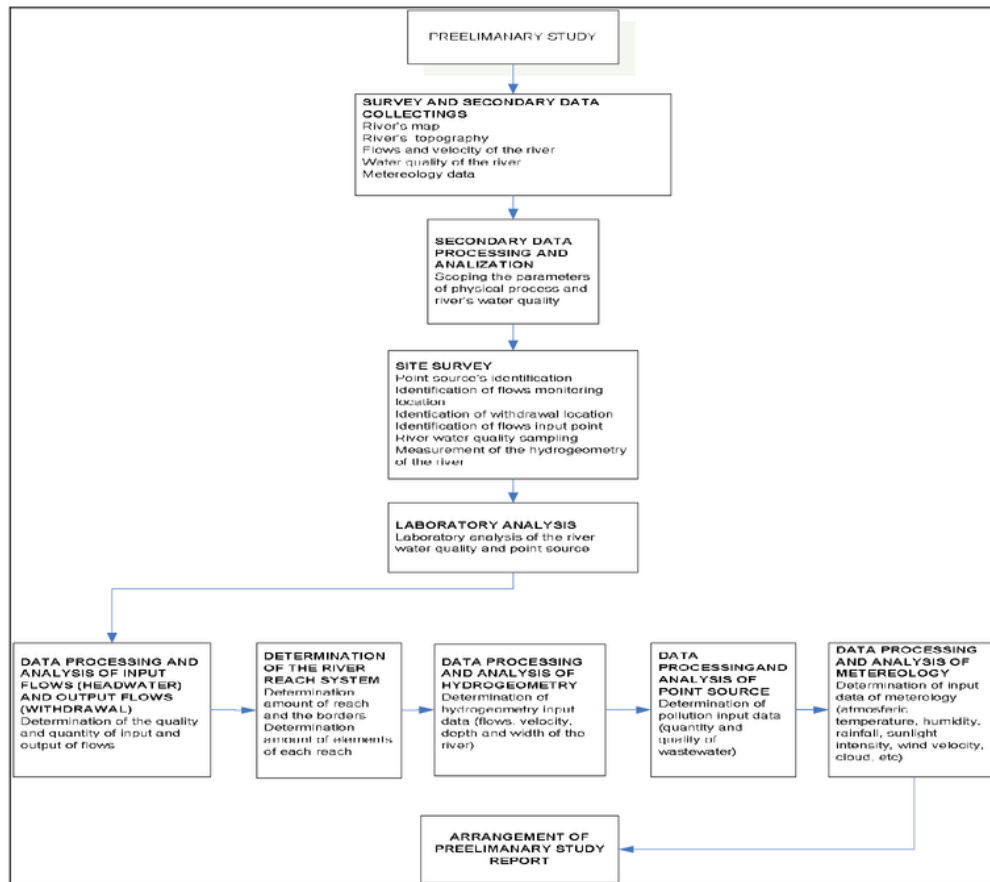 PREELIMANARY STUDY
SURVEY AND SECONDARY DATA
COLLECTINGS
River's map
River's topography
Flows and velocity of the river
Water quality of the river
Metereology data
SECONDARY DATA
PROCESSING AND
ANALIZATION
Scoping the parameters
of physical process and
river's water quality
SITE SURVEY
Point source's identification
Identification of flows monitoring
location
Identication of withdrawal location
Identification of flows input point
River water quality sampling
Measurement of the hydrogeometry
of the river
LABORATORY ANALYSIS
Laboratory analysis of the river
water quality and point source
DATA PROCESSING AND
ANALYSIS OF INPUT
FLOWS (HEADWATER)
AND OUTPUT FLOWS
(WITHDRAWAL)
Determination of the quality
and quantity of input and
output of flows
DETERMINATION
OF THE RIVER
REACH SYSTEM
Determination
amount of reach
and the borders
Determination
amount of elements
of each reach
DATA PROCESSING
AND ANALYSIS OF
HYDROGEOMETRY
Determination of
hydrogeometry input
data (flows, velocity,
depth and width of the
river)
DATA
PROCESSINGAND
ANALYSIS OF
POINT SOURCE
Determination of
pollution input data
(quantity and
quality of
wastewater)
DATA PROCESSING
AND ANALYSIS OF
METEREOLOGY
Determination of input
data of meterology
(atmosferic
temperature, humidity,
rainfall, sunlight
intensity, wind velocity,
cloud, etc)
ARRANGEMENT OF
PREELIMANARY STUDY
REPORT